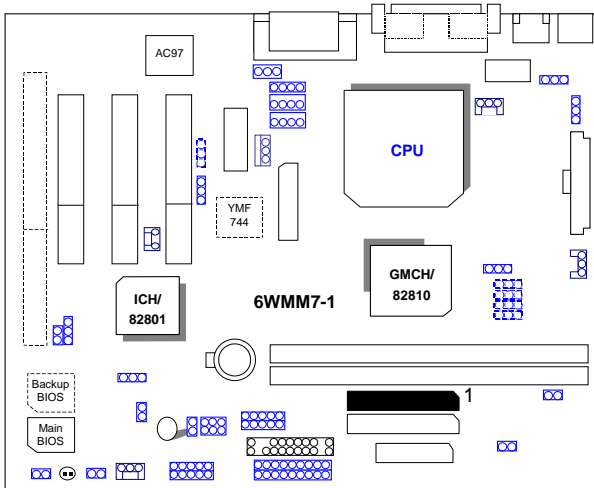 AC97
CPU
YMF
744
GMCH/
82810
ICH/
82801
6WMM7-1
Backup
BIOS
1
Main
BIOS